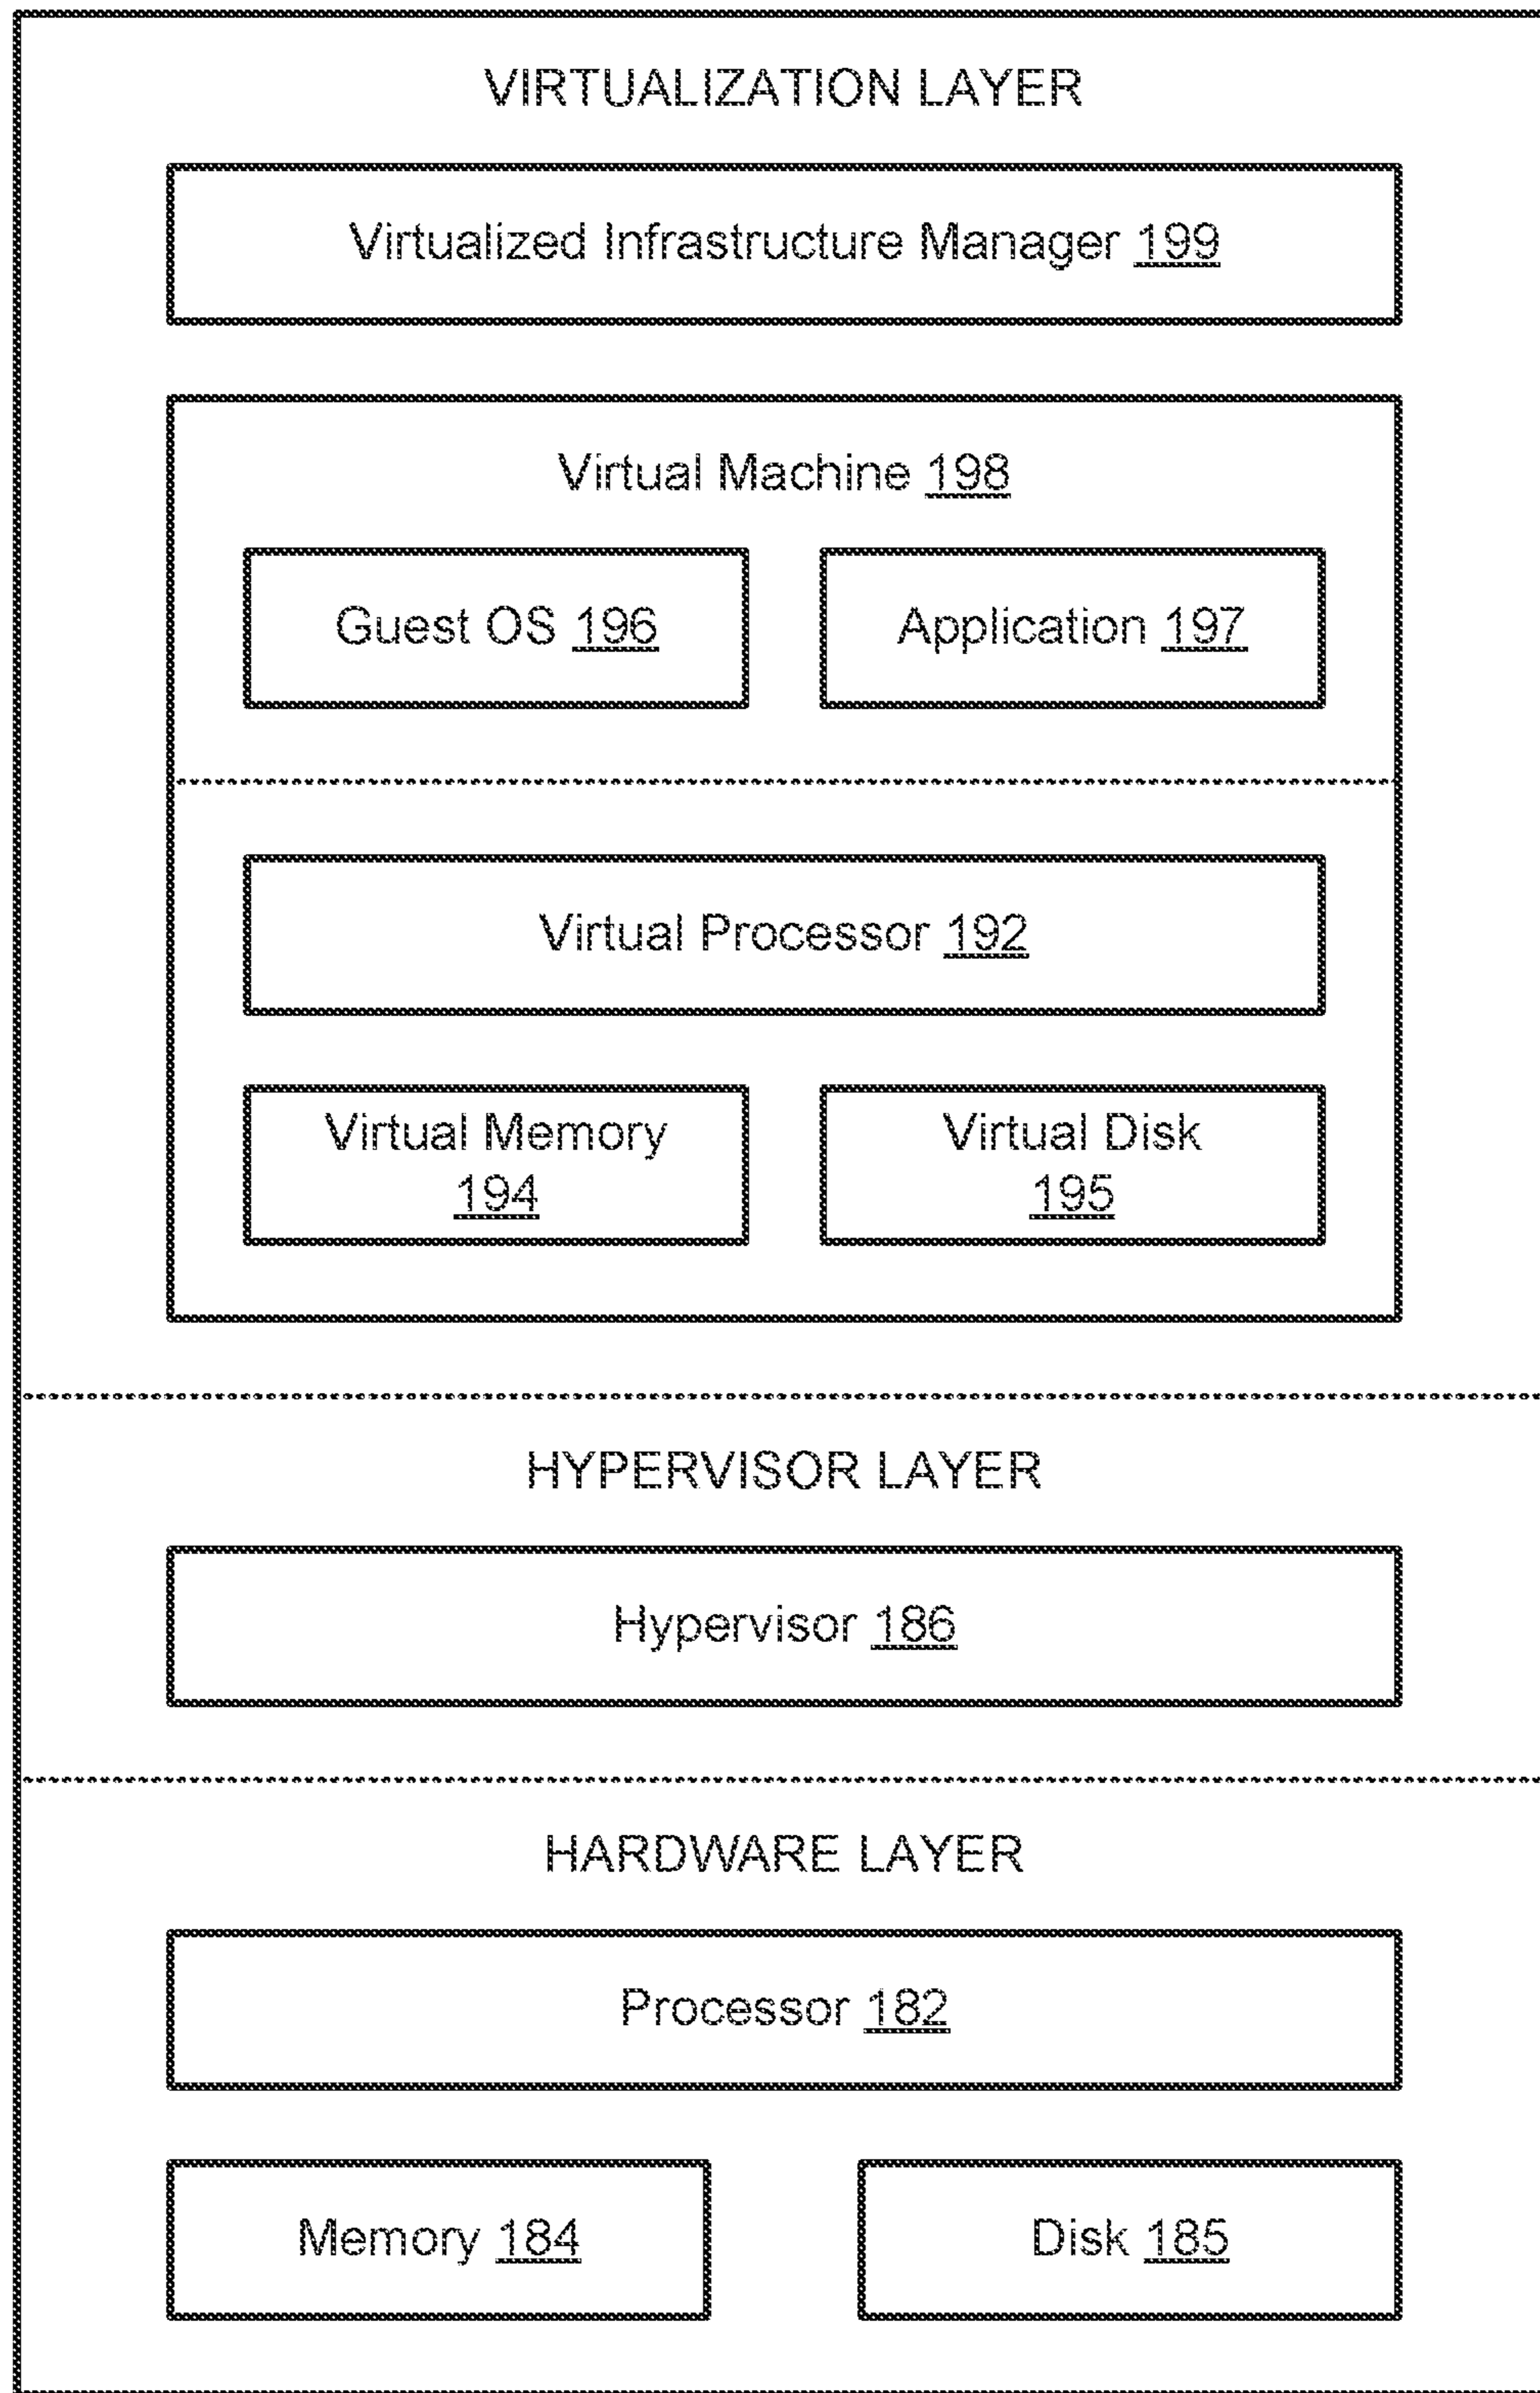 VIRTUALIZATION LAYER
Virtualized Infrastructure Manager 199
Virtual Machine 198
Guest OS 196
Application 197
Virtual Processor 192
Virtual Memory
194
Virtual Disk
195
HYPERVISOR LAYER
Hypervisor 186
HARDWARE LAYER
Processor 182
Memory 184
Disk 185